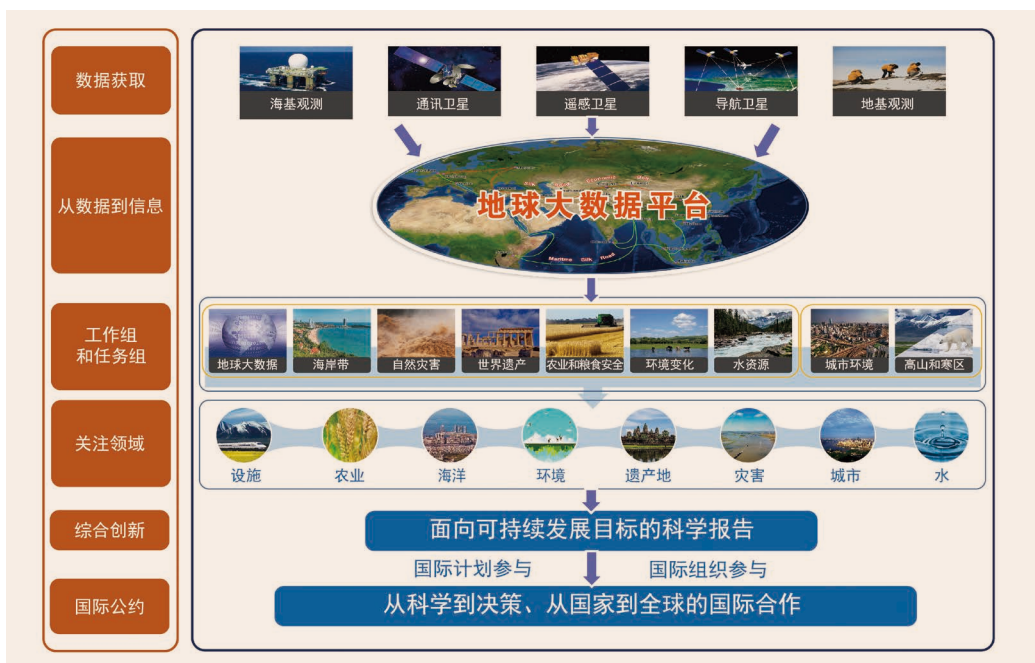 数据获取
海基观测
通讯卫星
遥感卫星
导航卫星
地基观测
从数据到信息
地球大数据平台
Maritime Silk Road
工作组
和任务组
地球大数据
海岸带
自然灾害
世界遗产
农业和粮食安全
环境变化
水资源
城市环境
高山和寒区
关注领域
设施
农业
海洋
环境
遗产地
灾害
城市
水
综合创新
面向可持续发展目标的科学报告
国际计划参与
国际组织参与
国际公约
从科学到决策、从国家到全球的国际合作